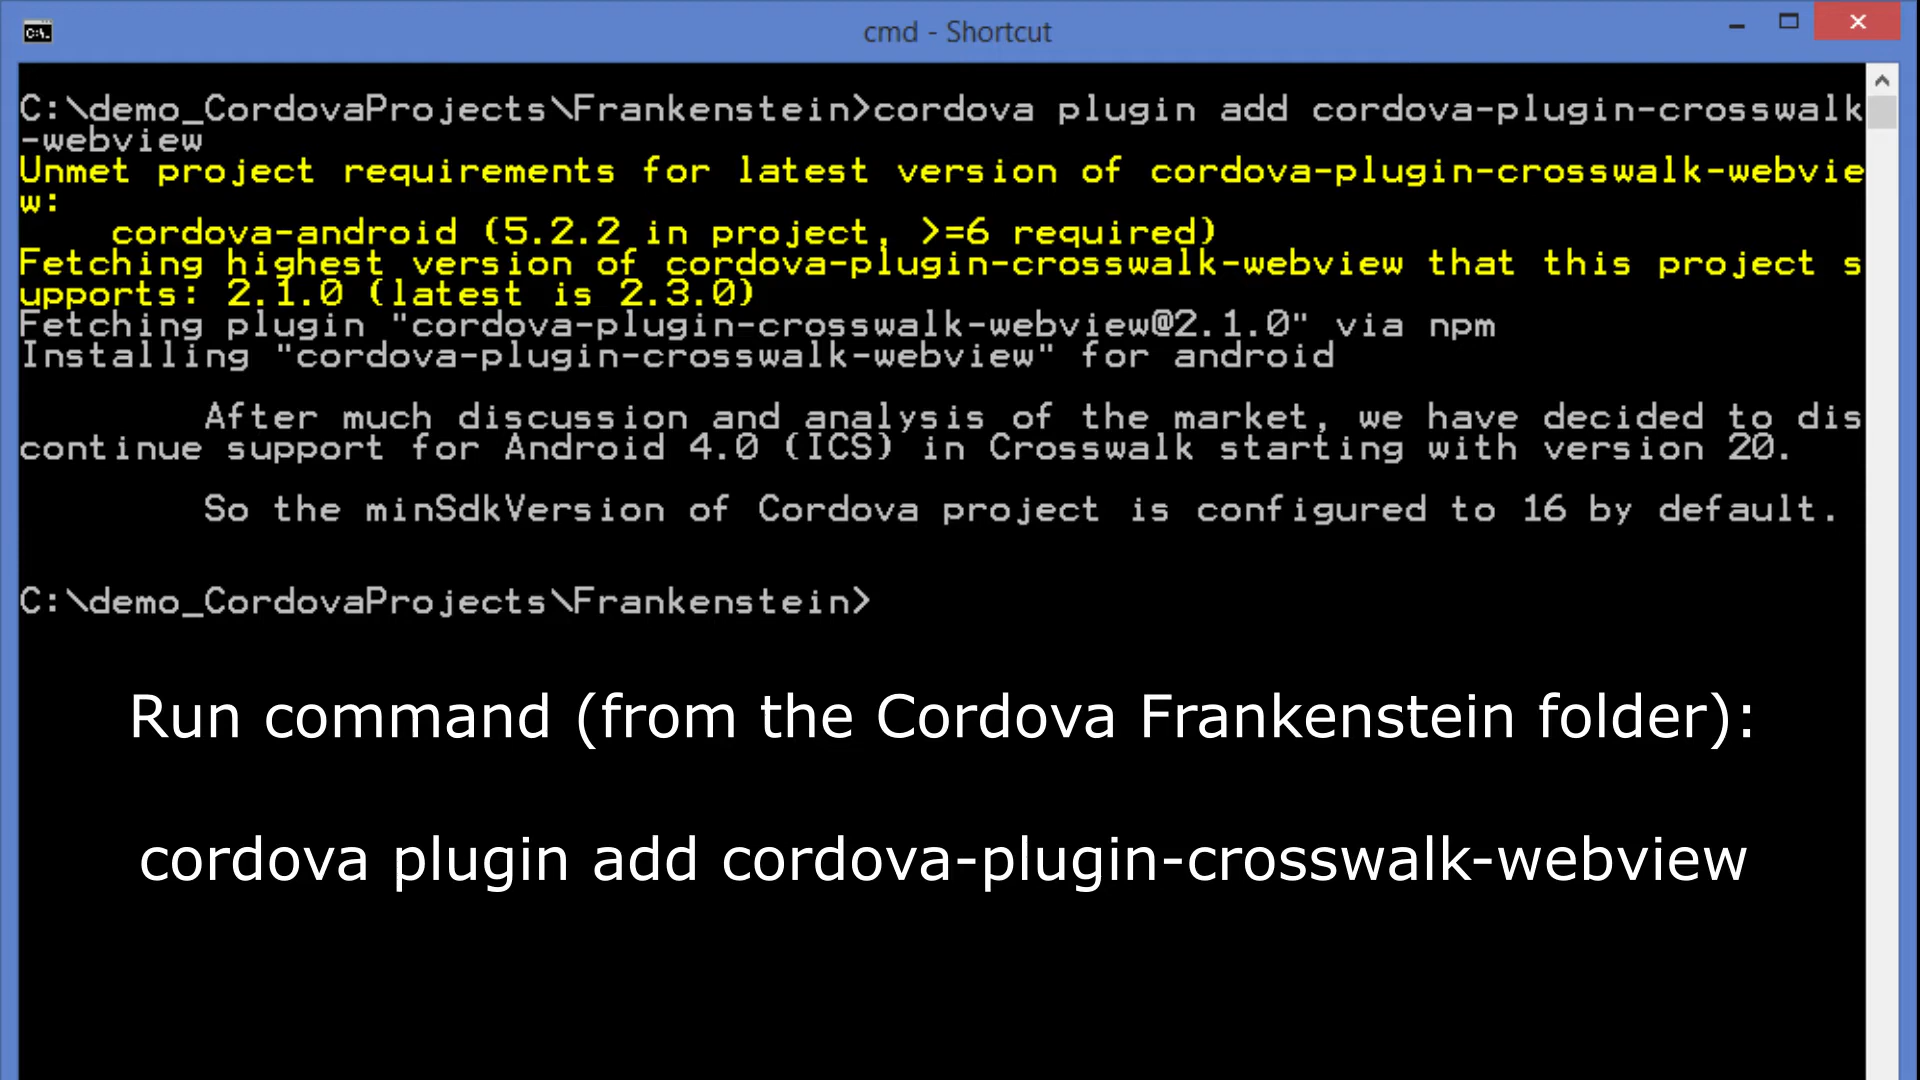 cmd - Shortcut
C:\demo_CordovaProjects\Frankenstein>cordova plugin add cordova-plugin-crosswalk
-webview
Unmet project requirements for latest version of cordova-plugin-crosswalk-webvie
w:
    cordova-android (5.2.2 in project, >=6 required)
Fetching highest version of cordova-plugin-crosswalk-webview that this project s
upports: 2.1.0 (latest is 2.3.0)
Fetching plugin "cordova-plugin-crosswalk-webview@2.1.0" via npm
Installing "cordova-plugin-crosswalk-webview" for android
        After much discussion and analysis of the market, we have decided to dis
continue support for Android 4.0 (ICS) in Crosswalk starting with version 20.
        So the minSdkVersion of Cordova project is configured to 16 by default.
C:\demo_CordovaProjects\Frankenstein>
Run command (from the Cordova Frankenstein folder):
cordova plugin add cordova-plugin-crosswalk-webview